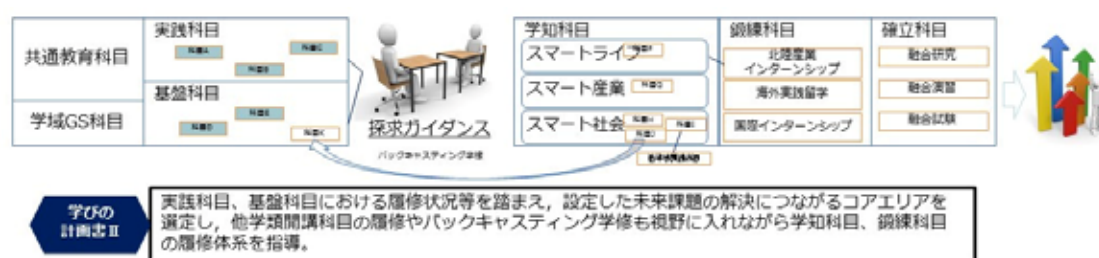 実践科目
共通教育科目
基盤科目
学域GS科目
探求ガイダンス
バックキャスティング学修
学知科目
スマートライフ
スマート産業
スマート社会
鍛練科目
北陸産業
インターンシップ
海外実践留学
国際インターンシップ
確立科目
融合研究
融合演習
融合試験
学びの
計画書Ⅱ
実践科目、基盤科目における履修状況等を踏まえ，設定した未来課題の解決につながるコアエリアを
選定し，他学類開講科目の履修やバックキャスティング学修も視野に入れながら学知科目、鍛練科目
の履修体系を指導。